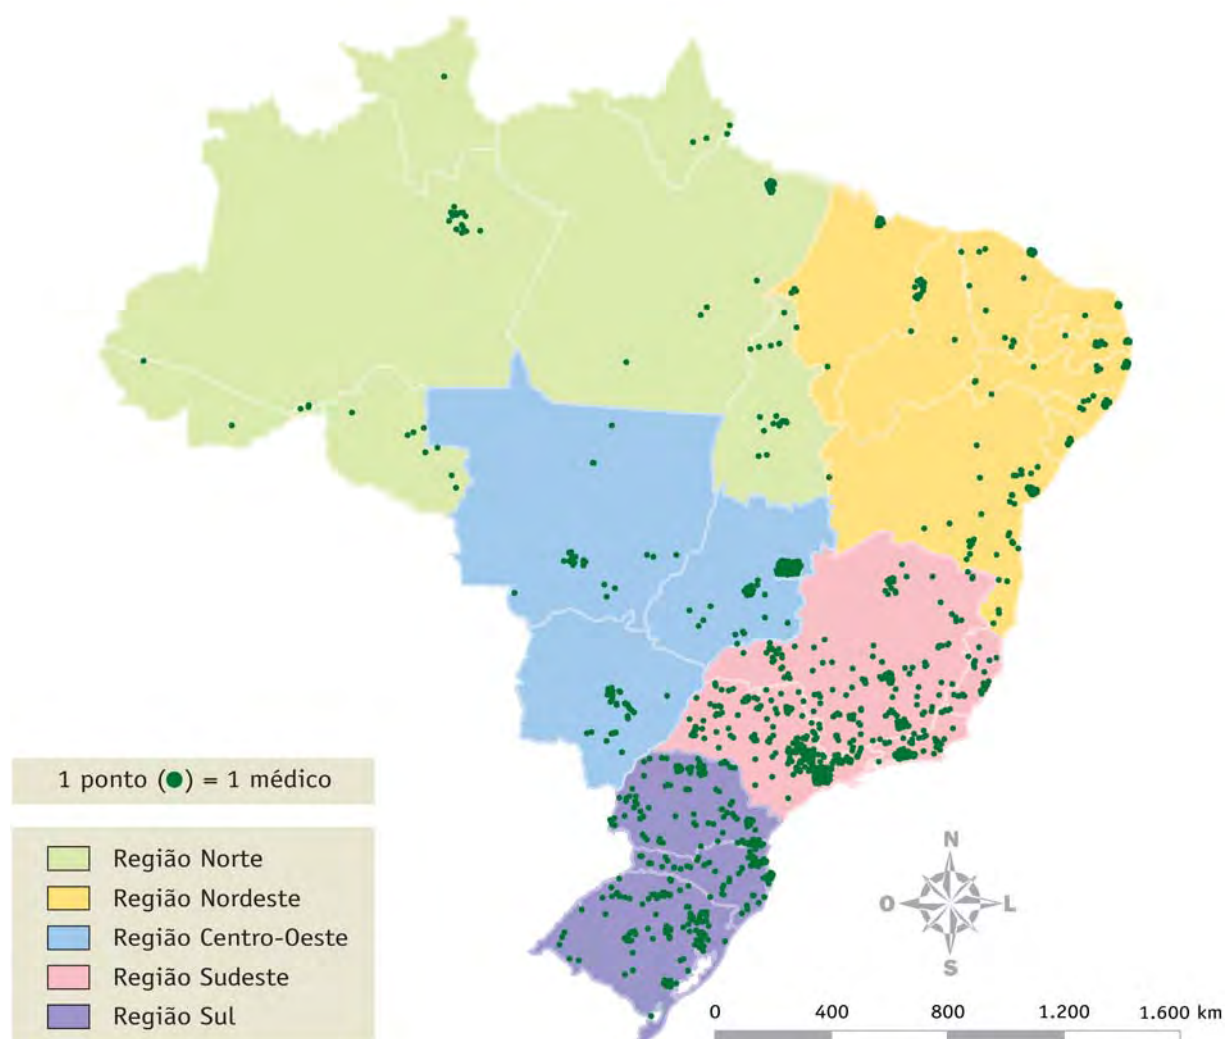 1 ponto (●) = 1 médico
Região Norte
Região Nordeste
Região Centro-Oeste
Região Sudeste
Região Sul
N
O L
S
0 400 800 1.200 1.600 km